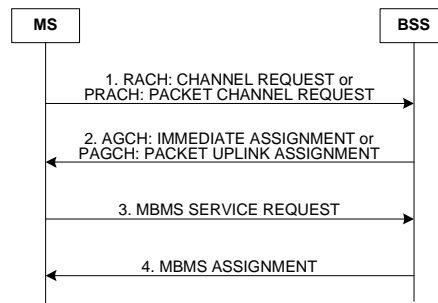 MS
BSS
1. RACH: CHANNEL REQUEST or
PRACH: PACKET CHANNEL REQUEST
2. AGCH: IMMEDIATE ASSIGNMENT or
PAGCH: PACKET UPLINK ASSIGNMENT
3. MBMS SERVICE REQUEST
4. MBMS ASSIGNMENT